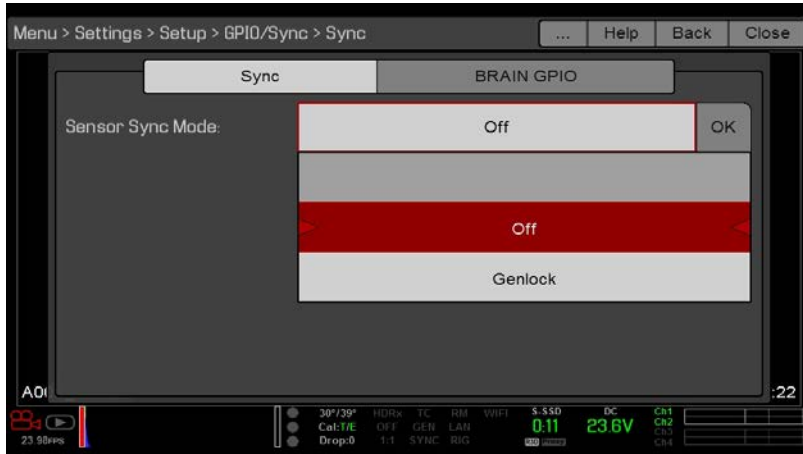 Menu > Settings > Setup > GPIO/Sync > Sync
... Help Back Close
Sync BRAIN GPIO
Sensor Sync Mode: Off OK
Off
Genlock
A00 :22
30°/39° HDRx TC RM WIFI S-SSD DC Ch1
Cal:T/E OFF GEN LAN 0:11 23.6V Ch2
23.98FPS Drop:0 1:1 SYNC RIG R3D Ch3
Ch4